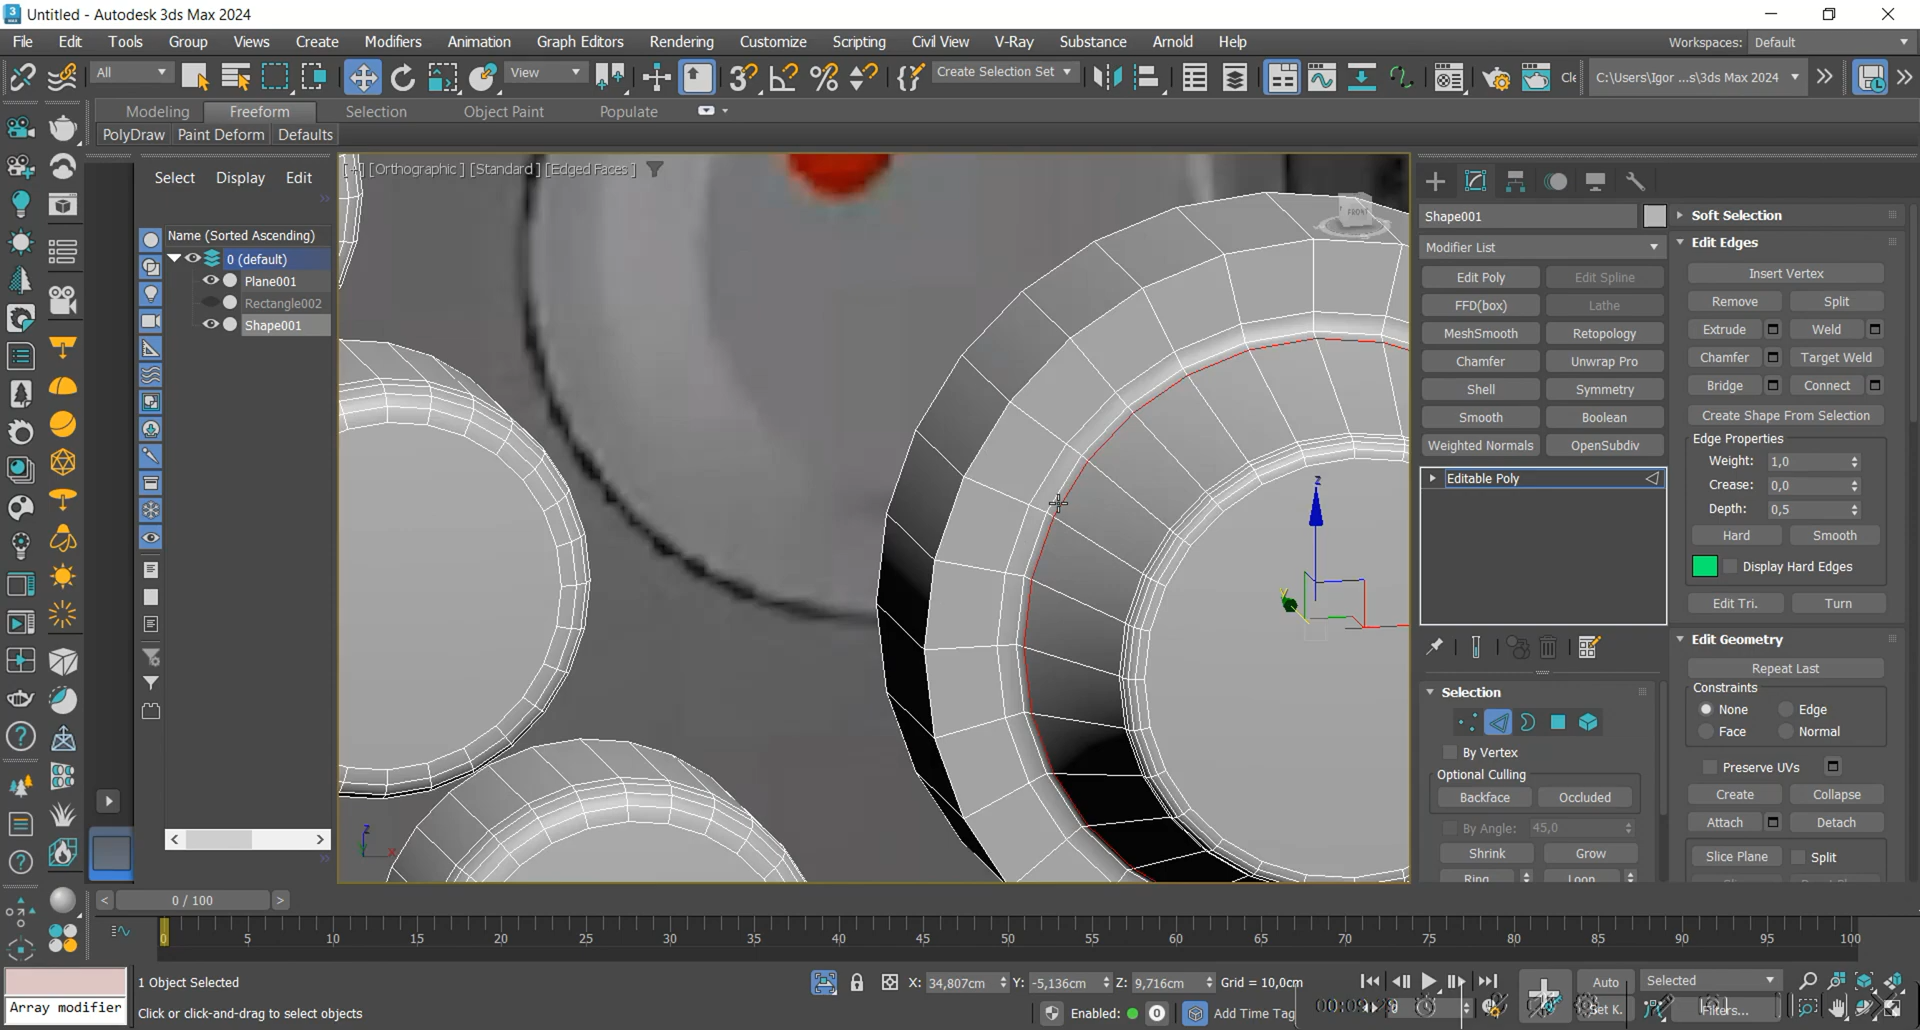 Untitled - Autodesk 3ds Max 2024
File Edit Tools Group Views Create Modifiers Animation Graph Editors Rendering Customize Scripting Civil View V-Ray Substance Arnold Help
Workspaces: Default
All View Create Selection Set Cle C:\Users\Igor ...s\3ds Max 2024
Modeling Freeform Selection Object Paint Populate
PolyDraw Paint Deform Defaults
Select Display Edit
[Orthographic ] [Standard ] [Edged Faces ]
FRONT
Name (Sorted Ascending)
0 (default)
Plane001
Rectangle002
Shape001
Shape001
Modifier List
Edit Poly Edit Spline
FFD(box) Lathe
MeshSmooth Retopology
Chamfer Unwrap Pro
Shell Symmetry
Smooth Boolean
Weighted Normals OpenSubdiv
Editable Poly
Selection
By Vertex
Optional Culling
Backface Occluded
By Angle: 45,0
Shrink Grow
Ring Loop
Soft Selection
Edit Edges
Insert Vertex
Remove Split
Extrude Weld
Chamfer Target Weld
Bridge Connect
Create Shape From Selection
Edge Properties
Weight: 1,0
Crease: 0,0
Depth: 0,5
Hard Smooth
Display Hard Edges
Edit Tri. Turn
Edit Geometry
Repeat Last
Constraints
None Edge
Face Normal
Preserve UVs
Create Collapse
Attach Detach
Slice Plane Split
z
x
z
0 / 100
0 5 10 15 20 25 30 35 40 45 50 55 60 65 70 75 80 85 90 95 100
1 Object Selected
X: 34,807cm Y: -5,136cm Z: 9,716cm Grid = 10,0cm
Auto Selected
Array modifier
Click or click-and-drag to select objects
Enabled: 0 Add Time Tag
Filters...